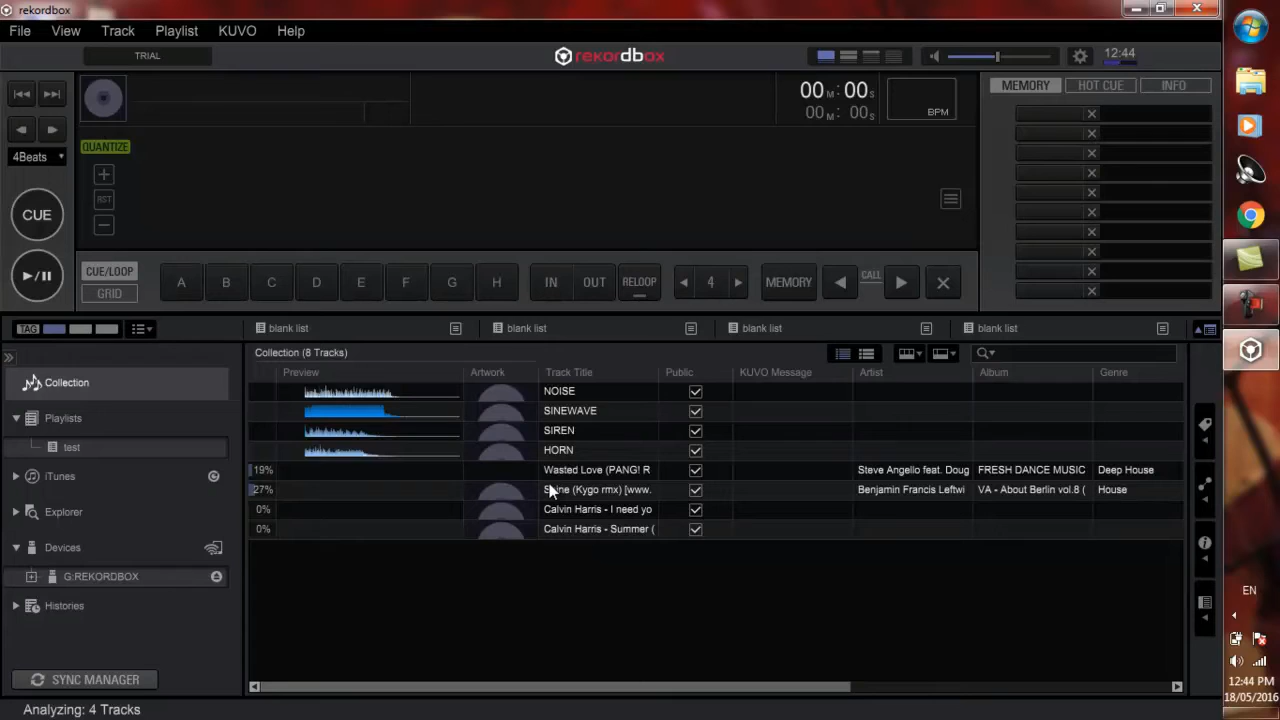 rekordbox
File View Track Playlist KUVO Help
TRIAL
rekordbox
12:44
00M: 00S
00M: 00S
BPM
MEMORY HOT CUE INFO
4Beats
QUANTIZE
RST
CUE
CUE/LOOP
GRID
A B C D E F G H
IN OUT RELOOP
4
MEMORY
CALL
TAG
blank list blank list blank list blank list
Collection (8 Tracks)
Preview Artwork Track Title Public KUVO Message Artist Album Genre
NOISE
SINEWAVE
SIREN
HORN
19% Wasted Love (PANG! R Steve Angello feat. Doug FRESH DANCE MUSIC Deep House
27% (Kygo rmx) [www. Benjamin Francis Leftwi VA - About Berlin vol.8 ( House
0% Calvin Harris - I need yo
0% Calvin Harris - Summer (
Collection
Playlists
test
iTunes
Explorer
Devices
G:REKORDBOX
Histories
SYNC MANAGER
Analyzing: 4 Tracks
EN
12:44 PM
18/05/2016